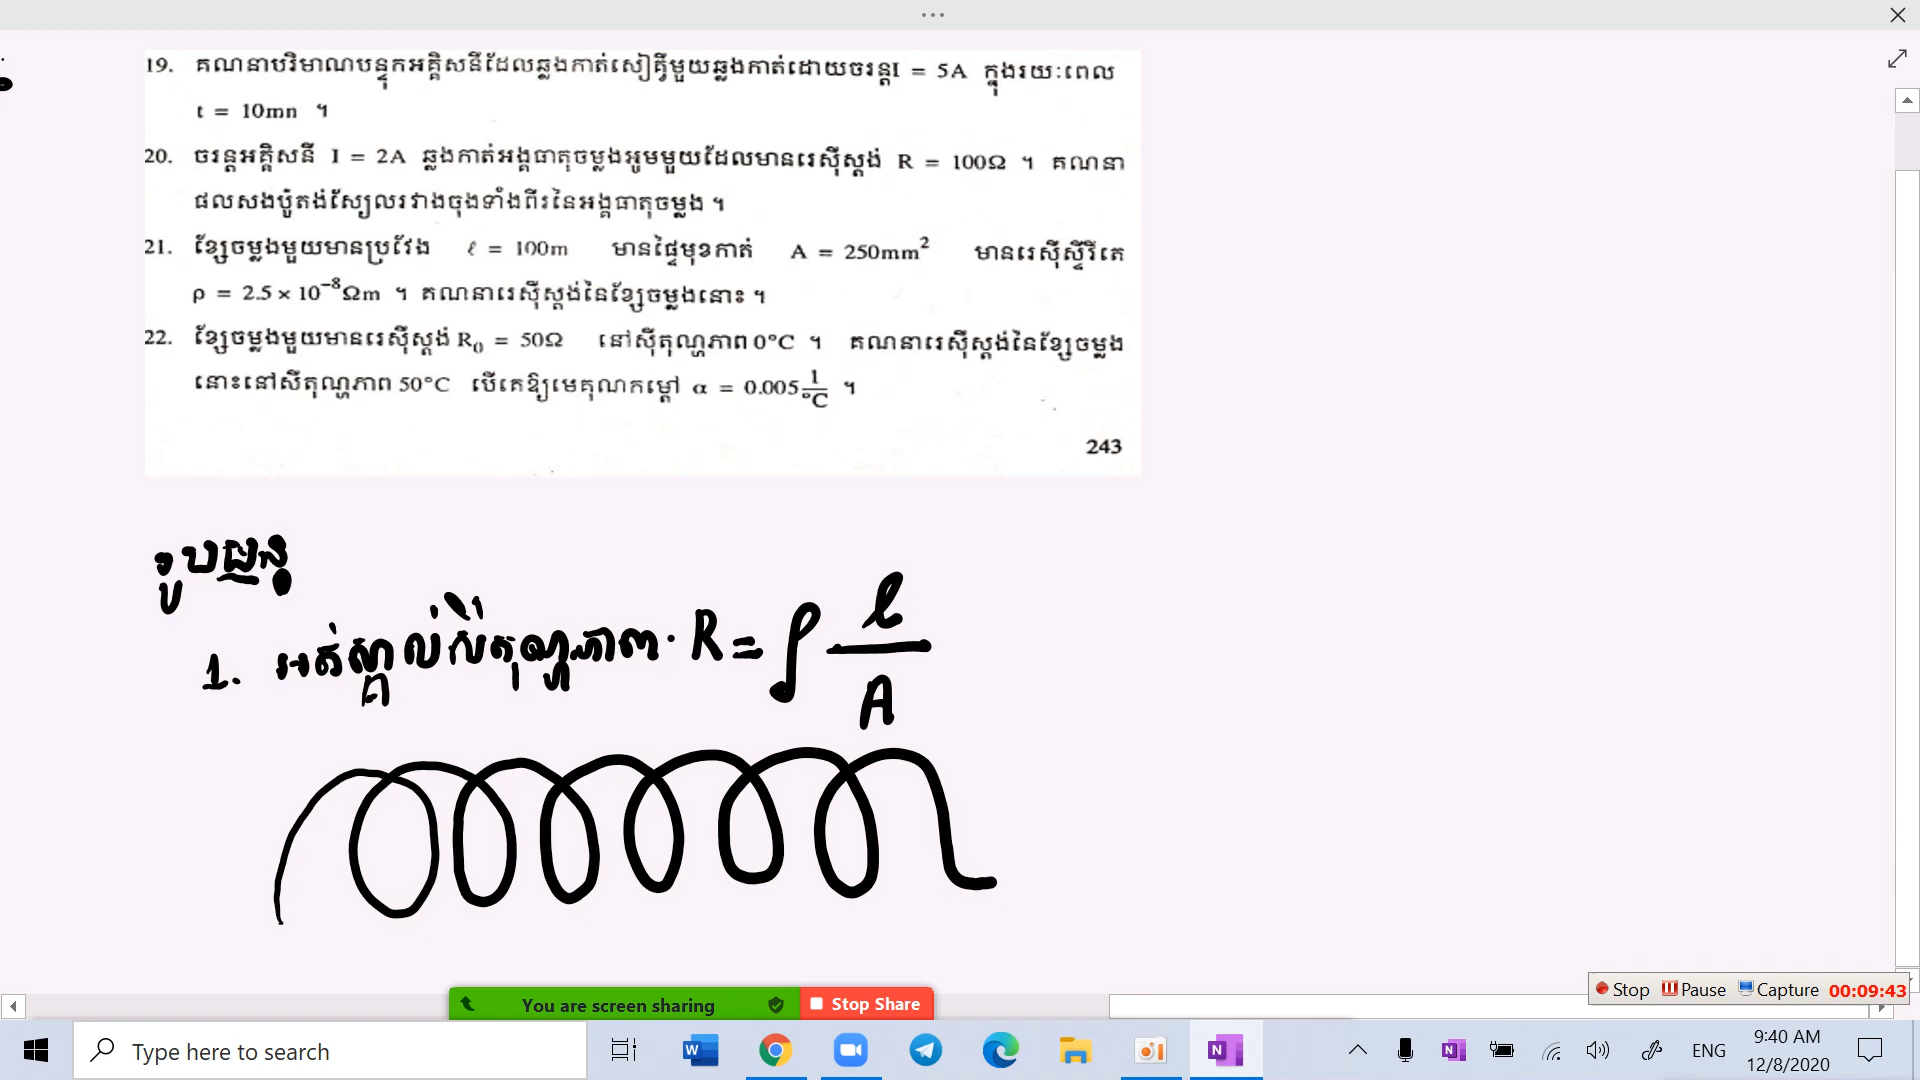 19. គណនាបរិមាណបន្ទុកអគ្គិសនីដែលឆ្លងកាត់សៀគ្វីមួយឆ្លងកាត់ដោយចរន្តI = 5A ក្នុងរយៈពេល
t = 10mn ។
20. ចរន្តអគ្គិសនី I = 2A ឆ្លងកាត់អង្គធាតុចម្លងអូមមួយដែលមានរេស៊ីស្តង់ R = 100Ω ។ គណនា
ផលសងប៉ូតង់ស្យែលរវាងចុងទាំងពីរនៃអង្គធាតុចម្លង ។
21. ខ្សែចម្លងមួយមានប្រវែង ℓ = 100m មានផ្ទៃមុខកាត់ A = 250mm² មានរេស៊ីស្ទីវីតេ
ρ = 2.5 × 10⁻⁸Ωm ។ គណនារេស៊ីស្តង់នៃខ្សែចម្លងនោះ ។
22. ខ្សែចម្លងមួយមានរេស៊ីស្តង់ R₀ = 50Ω នៅស៊ីតុណ្ហភាព 0°C ។ គណនារេស៊ីស្តង់នៃខ្សែចម្លង
នោះនៅសីតុណ្ហភាព 50°C បើគេឱ្យមេគុណកម្ដៅ α = 0.005 1/°C ។
243
រូបមន្ត
1. អត់ស្គាល់សីតុណ្ហភាព. R = ρ ℓ/A
You are screen sharing Stop Share
Stop Pause Capture 00:09:43
Type here to search
ENG
9:40 AM
12/8/2020